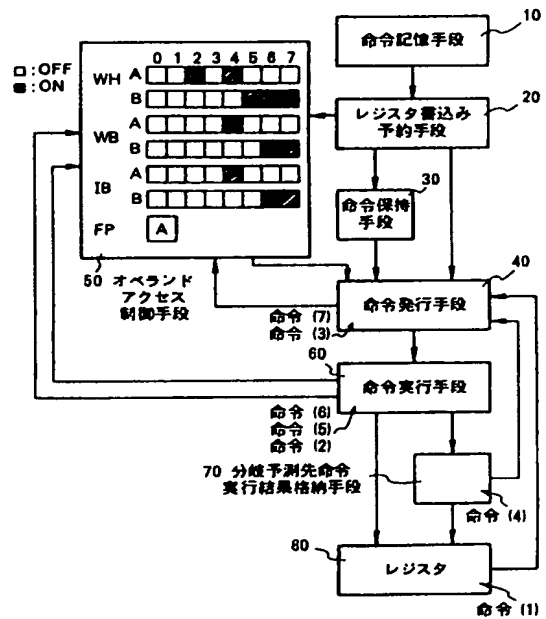 10
命令記憶手段
20
レジスタ書込み
予約手段
30
命令保持
手段
□:OFF
■:ON
0 1 2 3 4 5 6 7
WH A
B
WB A
B
IB A
B
FP A
50 オペランド
アクセス
制御手段
40
命令発行手段
命令 (7)
命令 (3)
60
命令実行手段
命令 (6)
命令 (5)
命令 (2)
70 分岐予測先命令
実行結果格納手段
命令 (4)
80
レジスタ
命令 (1)